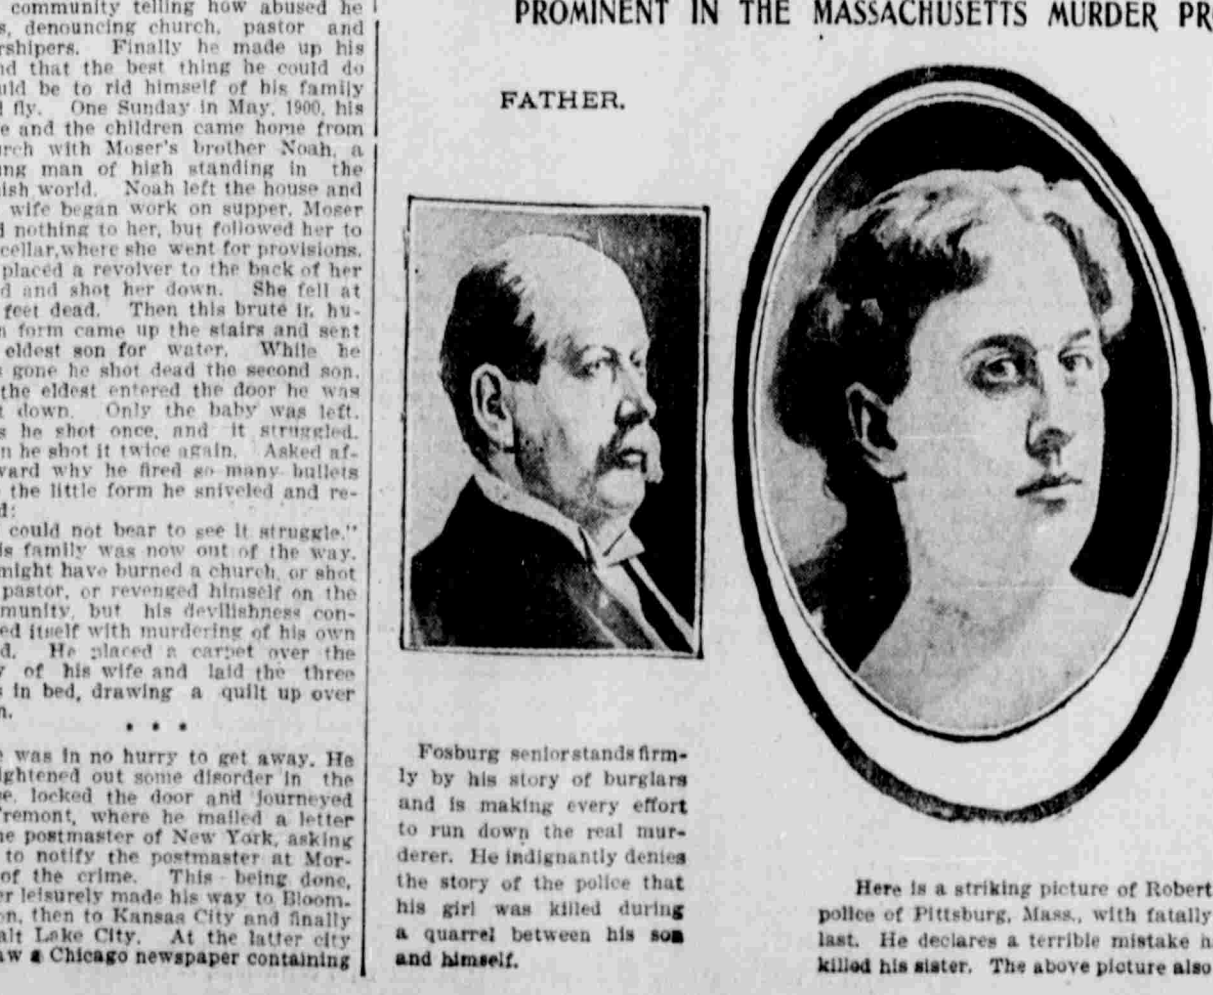 community telling how abused he
s, denouncing church, pastor and
rshipers. Finally he made up his
nd that the best thing he could do
uld be to rid himself of his family
d fly. One Sunday in May, 1900, his
e and the children came home from
urch with Moser's brother Noah, a
ung man of high standing in the
nish world. Noah left the house and
wife began work on supper. Moser
d nothing to her, but followed her to
cellar, where she went for provisions.
placed a revolver to the back of her
d and shot her down. She fell at
feet dead. Then this brute in hu-
n form came up the stairs and sent
eldest son for water. While he
s gone he shot dead the second son.
the eldest entered the door he was
t down. Only the baby was left.
s he shot once, and it struggled.
n he shot it twice again. Asked af-
ward why he fired so many bullets
the little form he sniveled and re-
d:
could not bear to see it struggle."
is family was now out of the way.
might have burned a church, or shot
pastor, or revenged himself on the
munity, but his devilishness con-
ed itself with murdering of his own
d. He placed a carpet over the
y of his wife and laid the three
s in bed, drawing a quilt up over
n.
• • •
e was in no hurry to get away. He
ightened out some disorder in the
se, locked the door and journeyed
Fremont, where he mailed a letter
he postmaster of New York, asking
to notify the postmaster at Mor-
of the crime. This being done,
er leisurely made his way to Bloom-
on, then to Kansas City and finally
alt Lake City. At the latter city
aw a Chicago newspaper containing
PROMINENT IN THE MASSACHUSETTS MURDER PR
FATHER.
Fosburg senior stands firm-
ly by his story of burglars
and is making every effort
to run down the real mur-
derer. He indignantly denies
the story of the police that
his girl was killed during
a quarrel between his son
and himself.
Here is a striking picture of Robert
police of Pittsburg, Mass., with fatally
last. He declares a terrible mistake h
killed his sister. The above picture also